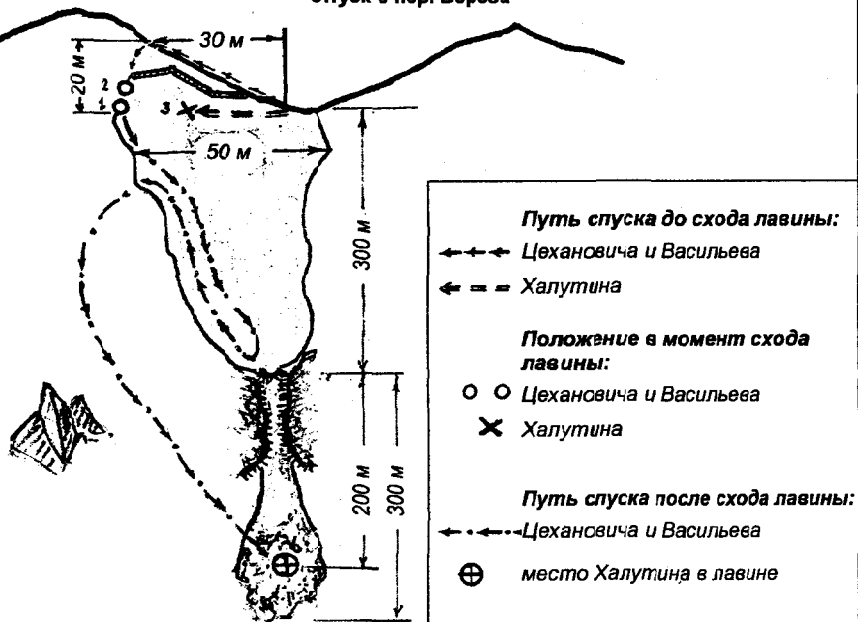 30 м
20 м
2
1
3
50 м
300 м
200 м
300 м
Путь спуска до схода лавины:
Цехановича и Васильева
Халутина
Положение в момент схода
лавины:
Цехановича и Васильева
Халутина
Путь спуска после схода лавины:
Цехановича и Васильева
место Халутина в лавине